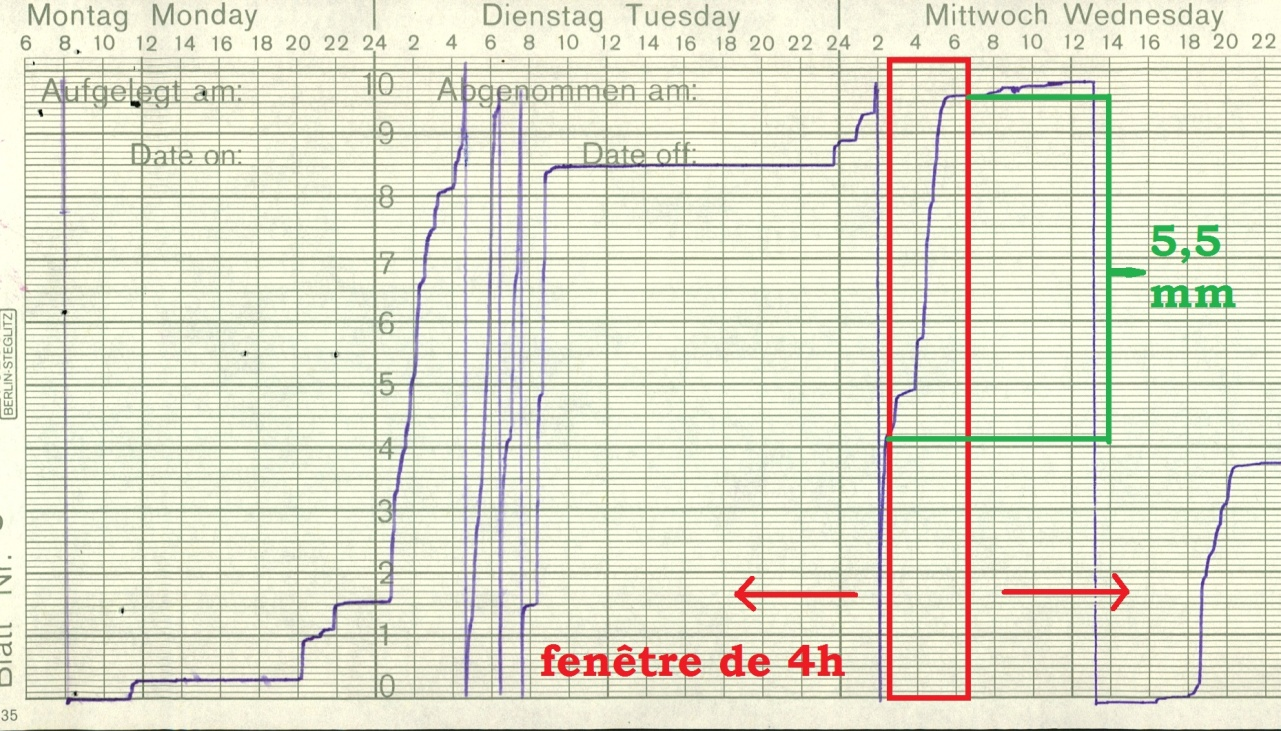 Montag Monday Dienstag Tuesday Mittwoch Wednesday
6 8 10 12 14 16 18 20 22 24 2 4 6 8 10 12 14 16 18 20 22 24 2 4 6 8 10 12 14 16 18 20 22
Aufgelegt am: Abgenommen am:
Date on: Date off:
10
9
8
7
6
5
4
3
2
1
0
5,5
mm
fenêtre de 4h
BERLIN-STEGLITZ
Blatt Nr.
35